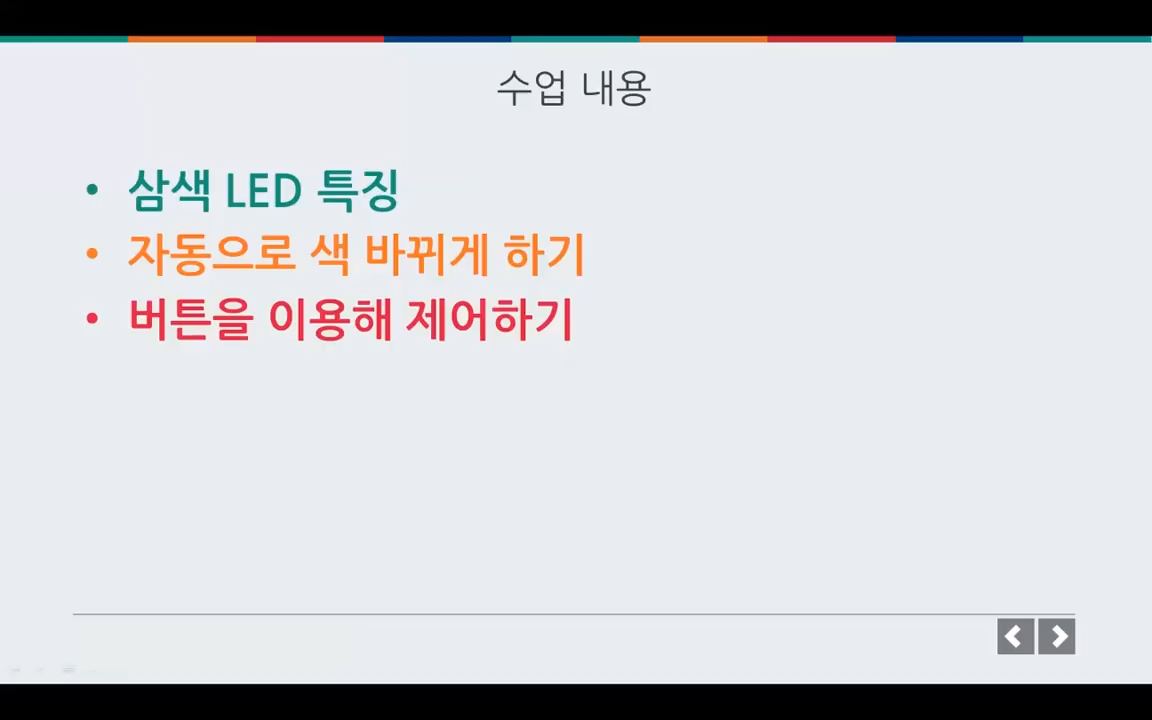 수업 내용
• 삼색 LED 특징
• 자동으로 색 바뀌게 하기
• 버튼을 이용해 제어하기